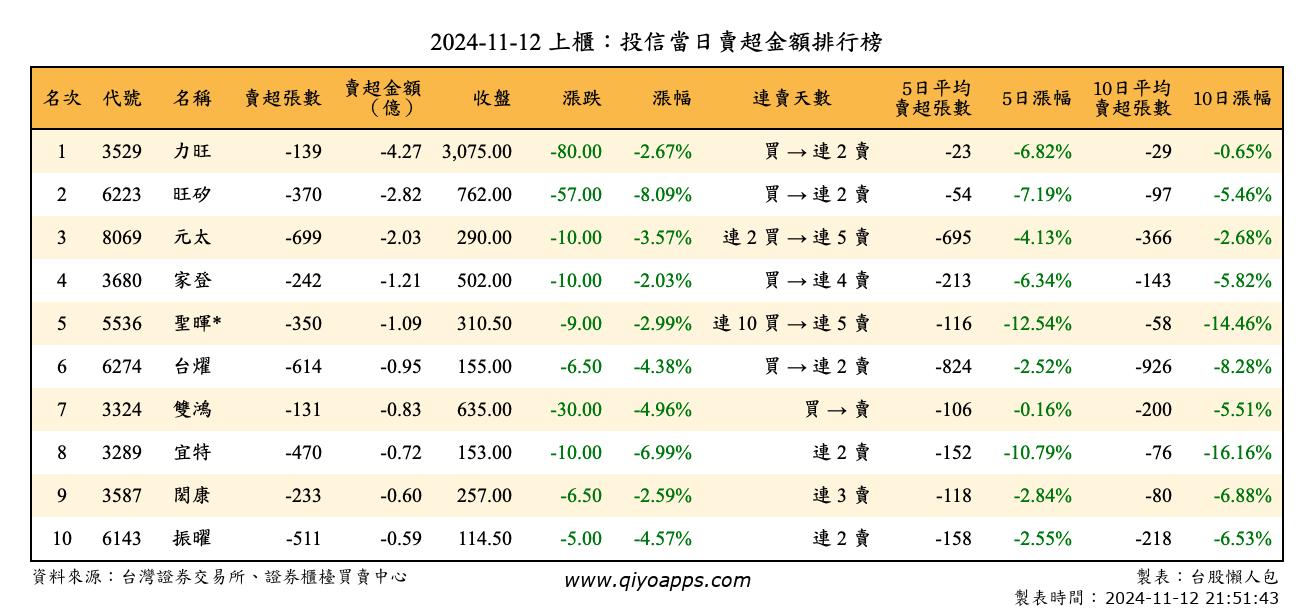 2024-11-12 上櫃：投信當日賣超金額排行榜
名次 代號 名稱 賣超張數 賣超金額（億） 收盤 漲跌 漲幅 連賣天數 5日平均賣超張數 5日漲幅 10日平均賣超張數 10日漲幅
1 3529 力旺 -139 -4.27 3,075.00 -80.00 -2.67% 買 → 連 2 賣 -23 -6.82% -29 -0.65%
2 6223 旺矽 -370 -2.82 762.00 -57.00 -8.09% 買 → 連 2 賣 -54 -7.19% -97 -5.46%
3 8069 元太 -699 -2.03 290.00 -10.00 -3.57% 連 2 買 → 連 5 賣 -695 -4.13% -366 -2.68%
4 3680 家登 -242 -1.21 502.00 -10.00 -2.03% 買 → 連 4 賣 -213 -6.34% -143 -5.82%
5 5536 聖暉* -350 -1.09 310.50 -9.00 -2.99% 連 10 買 → 連 5 賣 -116 -12.54% -58 -14.46%
6 6274 台燿 -614 -0.95 155.00 -6.50 -4.38% 買 → 連 2 賣 -824 -2.52% -926 -8.28%
7 3324 雙鴻 -131 -0.83 635.00 -30.00 -4.96% 買 → 賣 -106 -0.16% -200 -5.51%
8 3289 宜特 -470 -0.72 153.00 -10.00 -6.99% 連 2 賣 -152 -10.79% -76 -16.16%
9 3587 閎康 -233 -0.60 257.00 -6.50 -2.59% 連 3 賣 -118 -2.84% -80 -6.88%
10 6143 振曜 -511 -0.59 114.50 -5.00 -4.57% 連 2 賣 -158 -2.55% -218 -6.53%
資料來源：台灣證券交易所、證券櫃檯買賣中心 www.qiyoapps.com 製表：台股懶人包
製表時間：2024-11-12 21:51:43